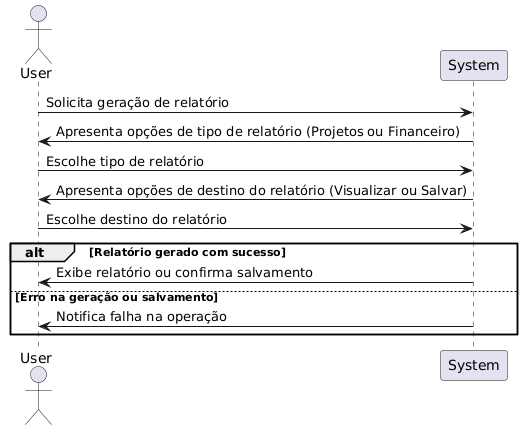 User
System
Solicita geração de relatório
Apresenta opções de tipo de relatório (Projetos ou Financeiro)
Escolhe tipo de relatório
Apresenta opções de destino do relatório (Visualizar ou Salvar)
Escolhe destino do relatório
alt [Relatório gerado com sucesso]
Exibe relatório ou confirma salvamento
[Erro na geração ou salvamento]
Notifica falha na operação
User
System